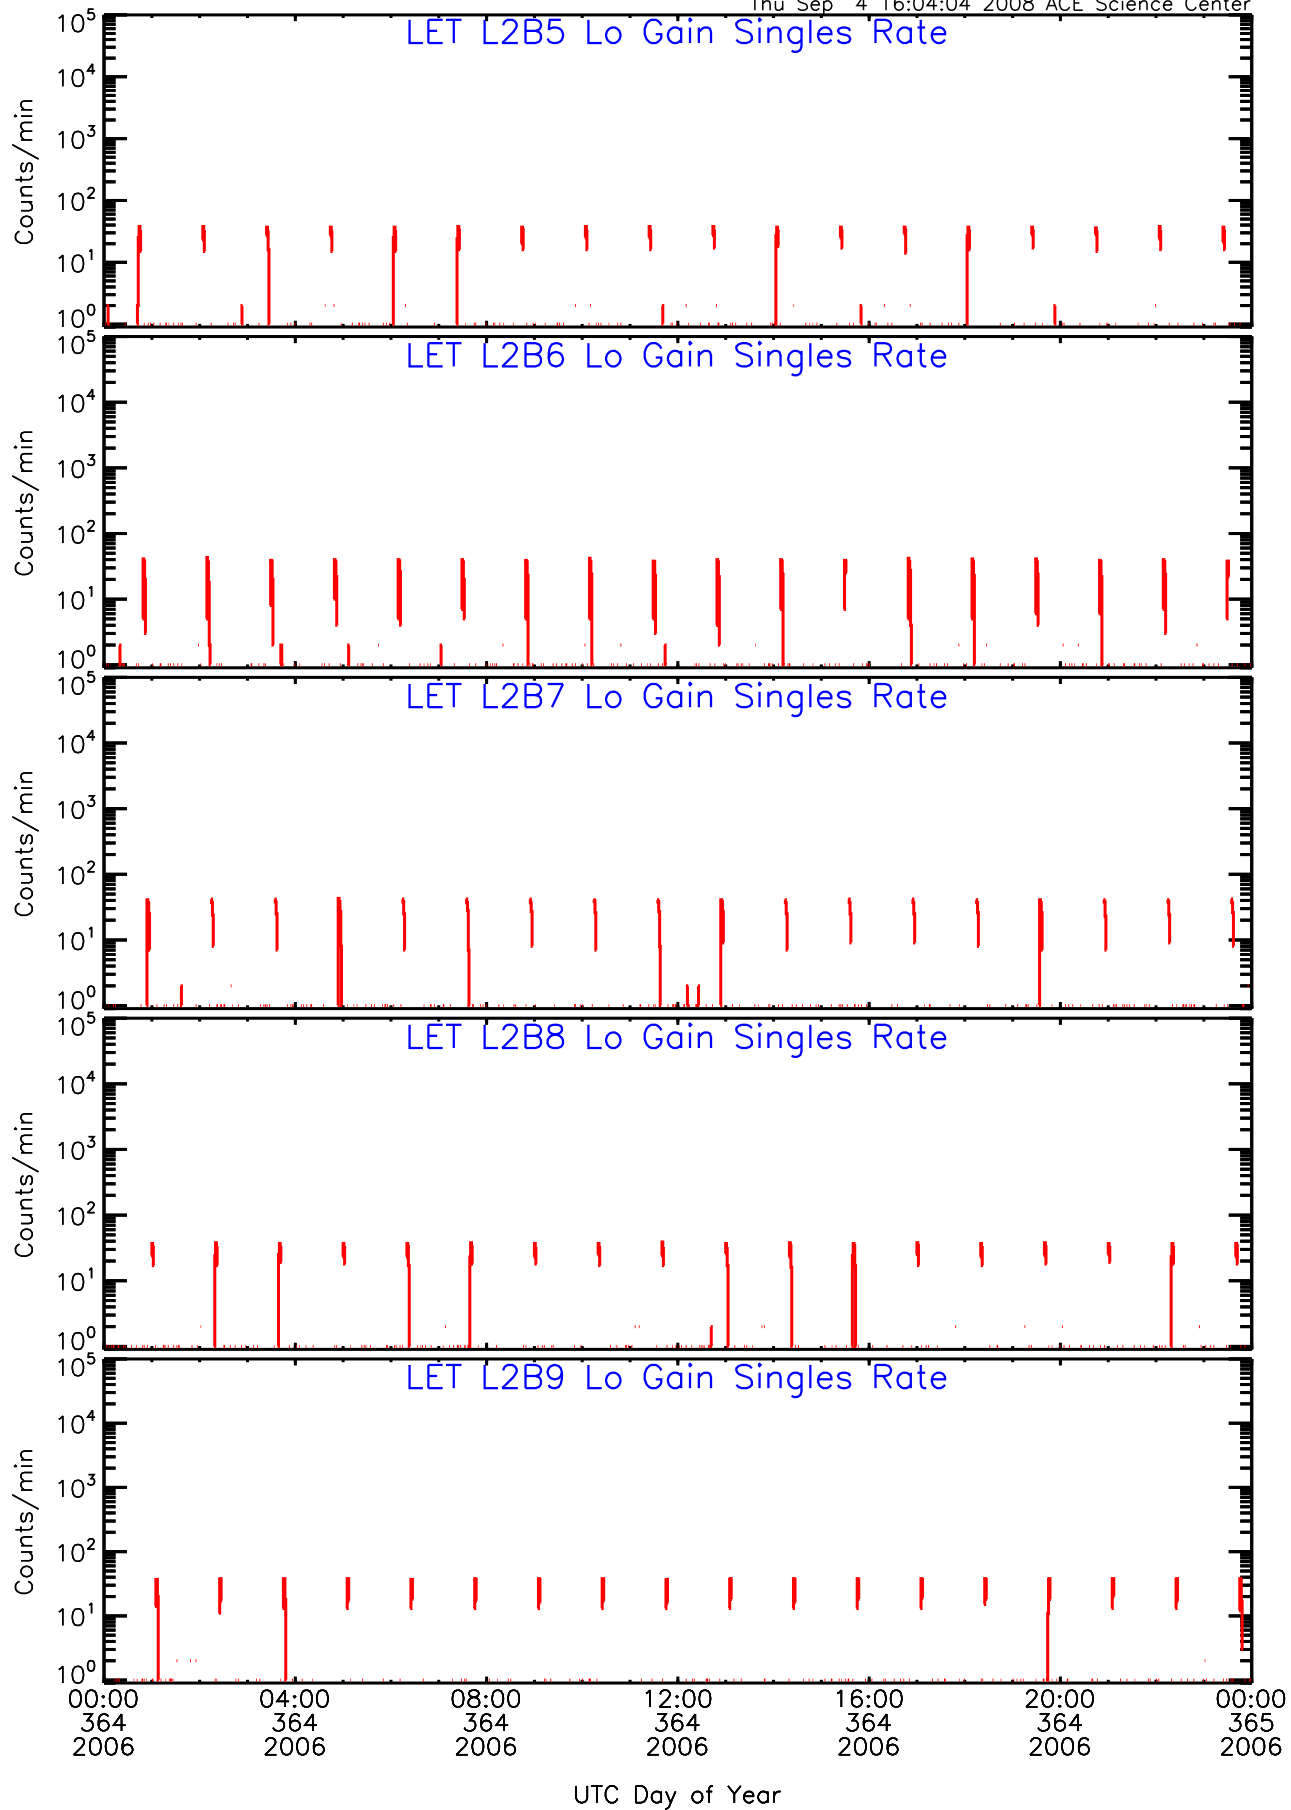 Thu Sep 4 16:04:04 2008 ACE Science Center
LET L2B5 Lo Gain Singles Rate
10^5
10^4
10^3
10^2
10^1
10^0
Counts/min
LET L2B6 Lo Gain Singles Rate
10^5
10^4
10^3
10^2
10^1
10^0
Counts/min
LET L2B7 Lo Gain Singles Rate
10^5
10^4
10^3
10^2
10^1
10^0
Counts/min
LET L2B8 Lo Gain Singles Rate
10^5
10^4
10^3
10^2
10^1
10^0
Counts/min
LET L2B9 Lo Gain Singles Rate
10^5
10^4
10^3
10^2
10^1
10^0
Counts/min
00:00 04:00 08:00 12:00 16:00 20:00 00:00
364 364 364 364 364 364 365
2006 2006 2006 2006 2006 2006 2006
UTC Day of Year